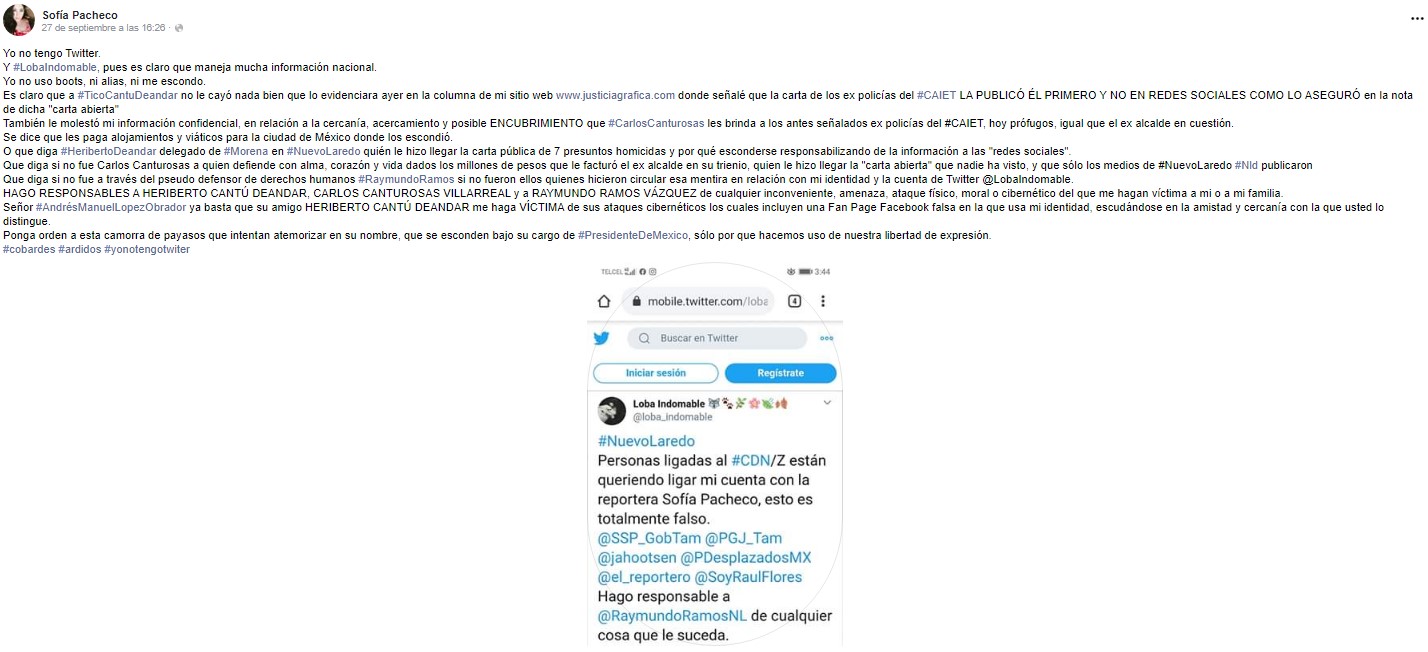 Sofía Pacheco
27 de septiembre a las 16:26 ·
Yo no tengo Twitter.
Y #LobaIndomable, pues es claro que maneja mucha información nacional.
Yo no uso boots, ni alias, ni me escondo.
Es claro que a #TicoCantuDeandar no le cayó nada bien que lo evidenciara ayer en la columna de mi sitio web www.justiciagrafica.com donde señalé que la carta de los ex policías del #CAIET LA PUBLICÓ ÉL PRIMERO Y NO EN REDES SOCIALES COMO LO ASEGURÓ en la nota
de dicha "carta abierta"
También le molestó mi información confidencial, en relación a la cercanía, acercamiento y posible ENCUBRIMIENTO que #CarlosCanturosas les brinda a los antes señalados ex policías del #CAIET, hoy prófugos, igual que el ex alcalde en cuestión.
Se dice que les paga alojamientos y viáticos para la ciudad de México donde los escondió.
O que diga #HeribertoDeandar delegado de #Morena en #NuevoLaredo quién le hizo llegar la carta pública de 7 presuntos homicidas y por qué esconderse responsabilizando de la información a las "redes sociales".
Que diga si no fue Carlos Canturosas a quien defiende con alma, corazón y vida dados los millones de pesos que le facturó el ex alcalde en su trienio, quien le hizo llegar la "carta abierta" que nadie ha visto, y que sólo los medios de #NuevoLaredo #Nld publicaron
Que diga si no fue a través del pseudo defensor de derechos humanos #RaymundoRamos si no fueron ellos quienes hicieron circular esa mentira en relación con mi identidad y la cuenta de Twitter @LobaIndomable.
HAGO RESPONSABLES A HERIBERTO CANTÚ DEANDAR, CARLOS CANTUROSAS VILLARREAL y a RAYMUNDO RAMOS VÁZQUEZ de cualquier inconveniente, amenaza, ataque físico, moral o cibernético del que me hagan víctima a mi o a mi familia.
Señor #AndrésManuelLopezObrador ya basta que su amigo HERIBERTO CANTÚ DEANDAR me haga VÍCTIMA de sus ataques cibernéticos los cuales incluyen una Fan Page Facebook falsa en la que usa mi identidad, escudándose en la amistad y cercanía con la que usted lo
distingue.
Ponga orden a esta camorra de payasos que intentan atemorizar en su nombre, que se esconden bajo su cargo de #PresidenteDeMexico, sólo por que hacemos uso de nuestra libertad de expresión.
#cobardes #ardidos #yonotengotwiter
TELCEL 3:44
mobile.twitter.com/loba 4
Buscar en Twitter
Iniciar sesión Regístrate
Loba Indomable
@loba_indomable
#NuevoLaredo
Personas ligadas al #CDN/Z están
queriendo ligar mi cuenta con la
reportera Sofía Pacheco, esto es
totalmente falso.
@SSP_GobTam @PGJ_Tam
@jahootsen @PDesplazadosMX
@el_reportero @SoyRaulFlores
Hago responsable a
@RaymundoRamosNL de cualquier
cosa que le suceda.